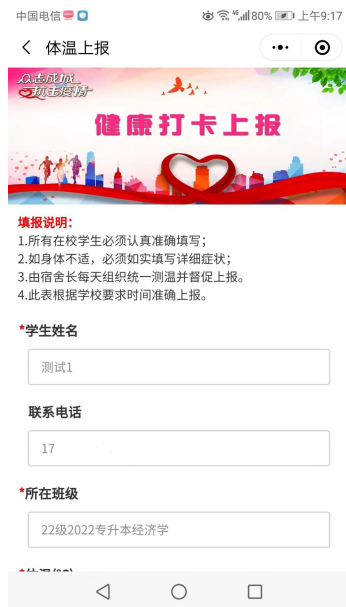 中国电信
46 80% 上午9:17
体温上报
众志成城
抗击疫情
健康打卡上报
填报说明：
1.所有在校学生必须认真准确填写；
2.如身体不适，必须如实填写详细症状；
3.由宿舍长每天组织统一测温并督促上报。
4.此表根据学校要求时间准确上报。
*学生姓名
测试1
联系电话
17
*所在班级
22级2022专升本经济学